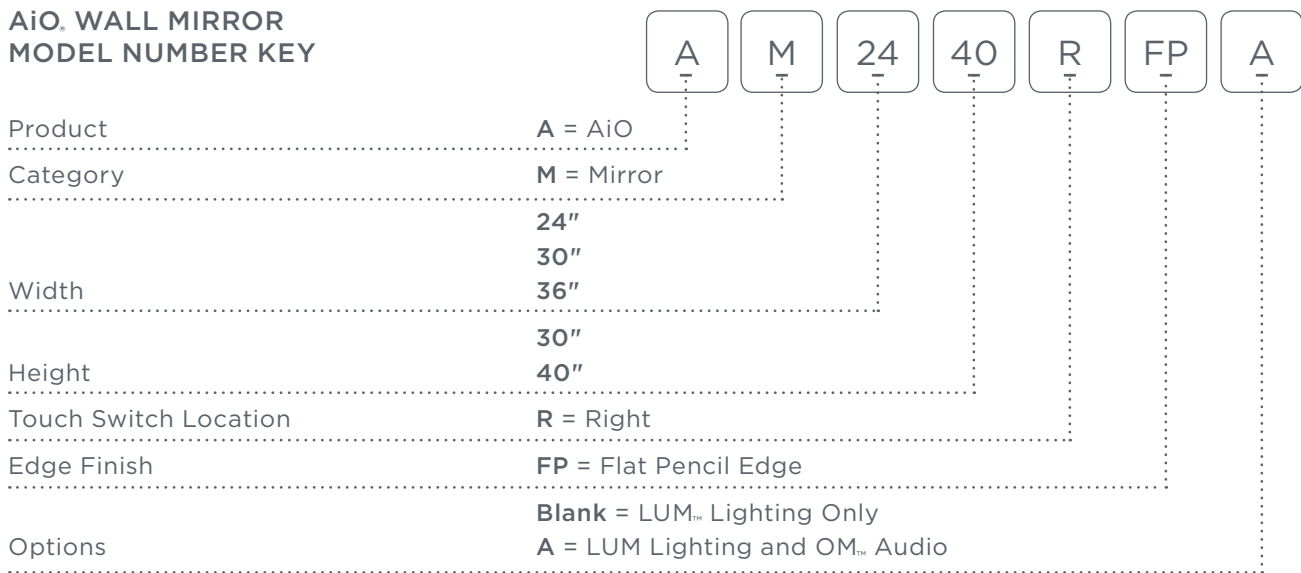 AiO® WALL MIRROR
MODEL NUMBER KEY
A M 24 40 R FP A
Product A = AiO
Category M = Mirror
24"
30"
Width 36"
30"
Height 40"
Touch Switch Location R = Right
Edge Finish FP = Flat Pencil Edge
Blank = LUM™ Lighting Only
Options A = LUM Lighting and OM™ Audio